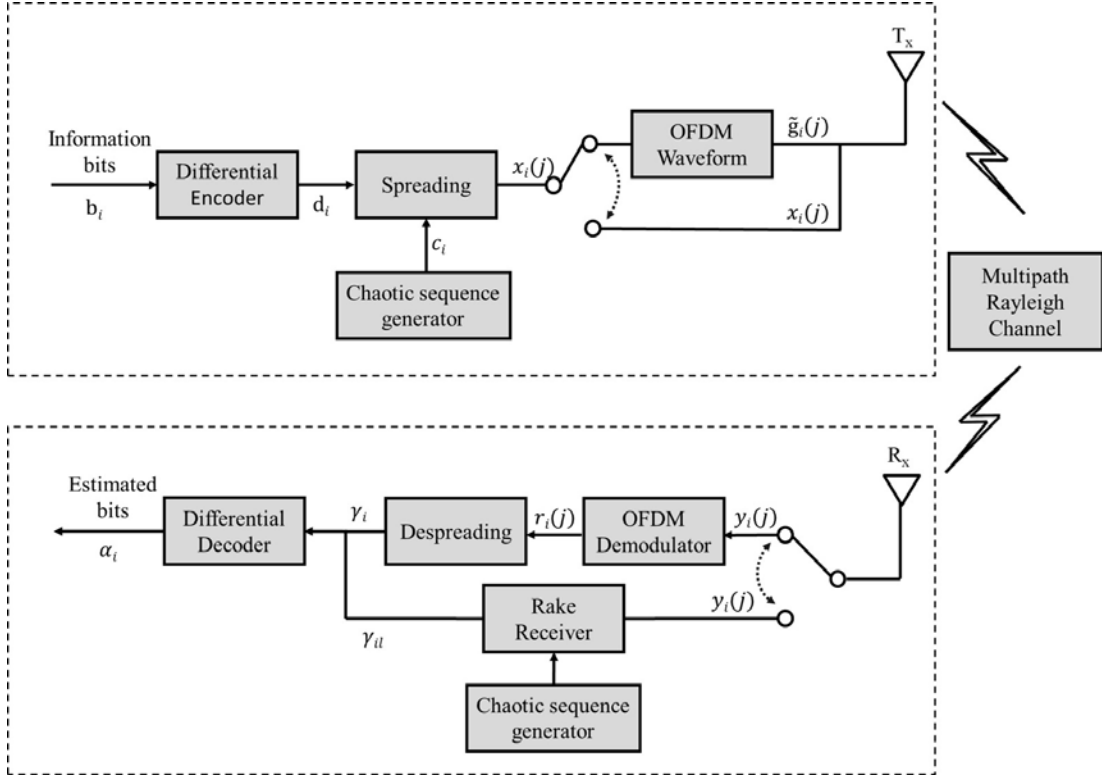 Tₓ
Information
bits
bᵢ
Differential
Encoder
dᵢ
Spreading
cᵢ
Chaotic sequence
generator
xᵢ(j)
OFDM
Waveform
g̃ᵢ(j)
xᵢ(j)
Multipath
Rayleigh
Channel
Rₓ
Estimated
bits
αᵢ
Differential
Decoder
γᵢ
Despreading
rᵢ(j)
OFDM
Demodulator
yᵢ(j)
γᵢₗ
Rake
Receiver
yᵢ(j)
Chaotic sequence
generator